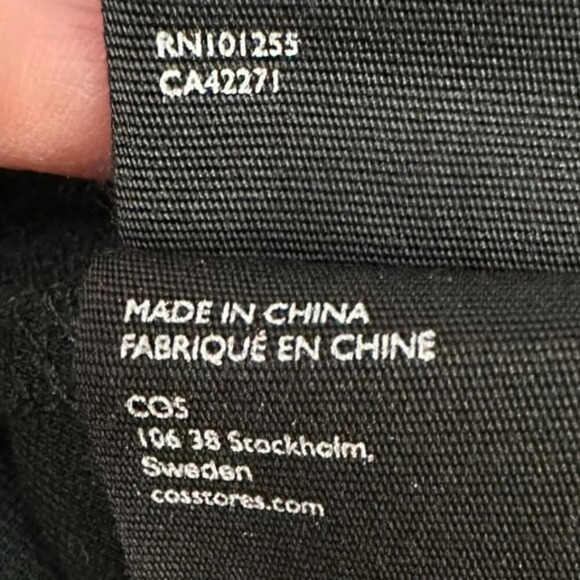 RN101255
CA42271
MADE IN CHINA
FABRIQUÉ EN CHINE
COS
106 38 Stockholm,
Sweden
cosstores.com